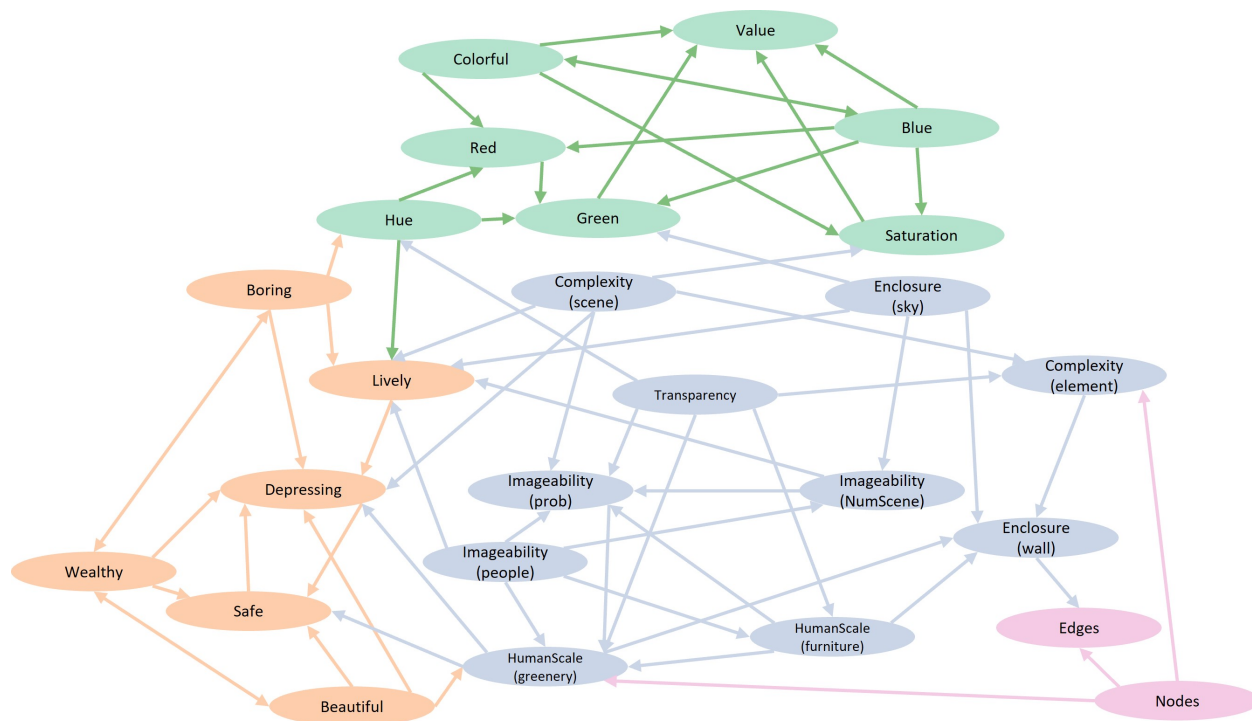 Value
Colorful
Blue
Red
Hue
Green
Saturation
Boring
Complexity
(scene)
Enclosure
(sky)
Lively
Transparency
Complexity
(element)
Depressing
Imageability
(prob)
Imageability
(NumScene)
Enclosure
(wall)
Wealthy
Imageability
(people)
Safe
Edges
HumanScale
(furniture)
HumanScale
(greenery)
Beautiful
Nodes